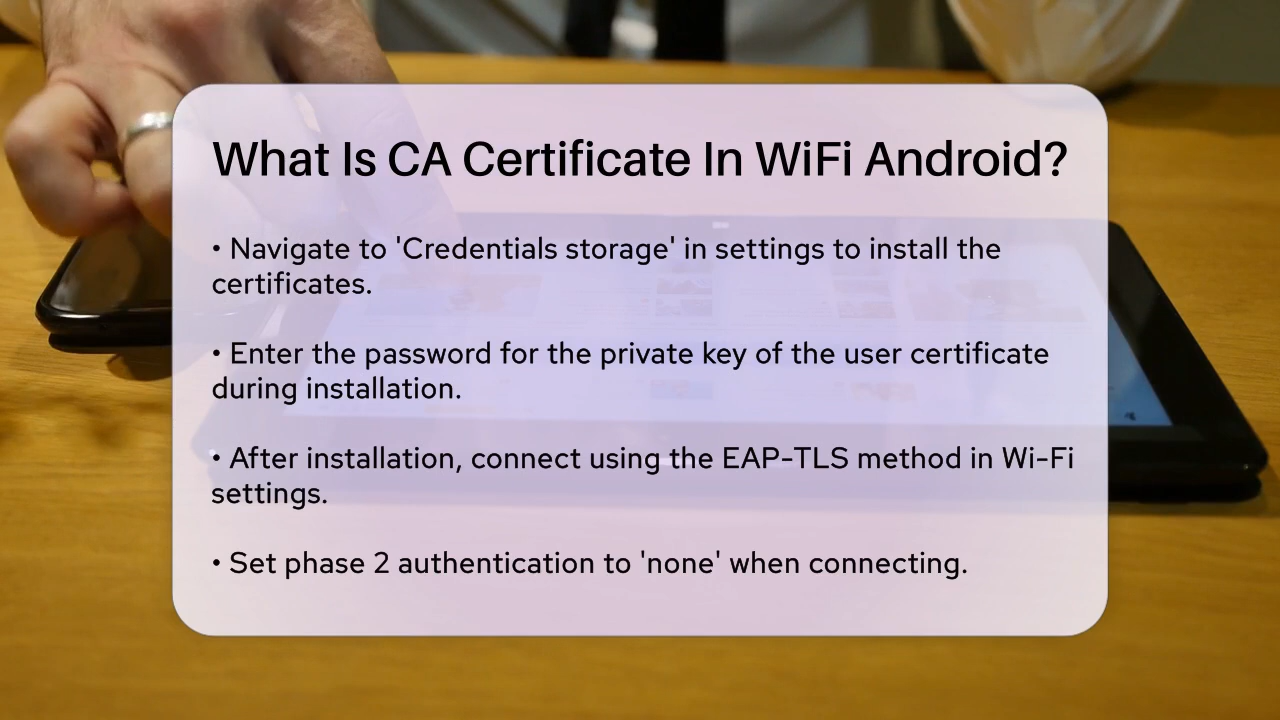 What Is CA Certificate In WiFi Android?
• Navigate to 'Credentials storage' in settings to install the
certificates.
• Enter the password for the private key of the user certificate
during installation.
• After installation, connect using the EAP-TLS method in Wi-Fi
settings.
• Set phase 2 authentication to 'none' when connecting.